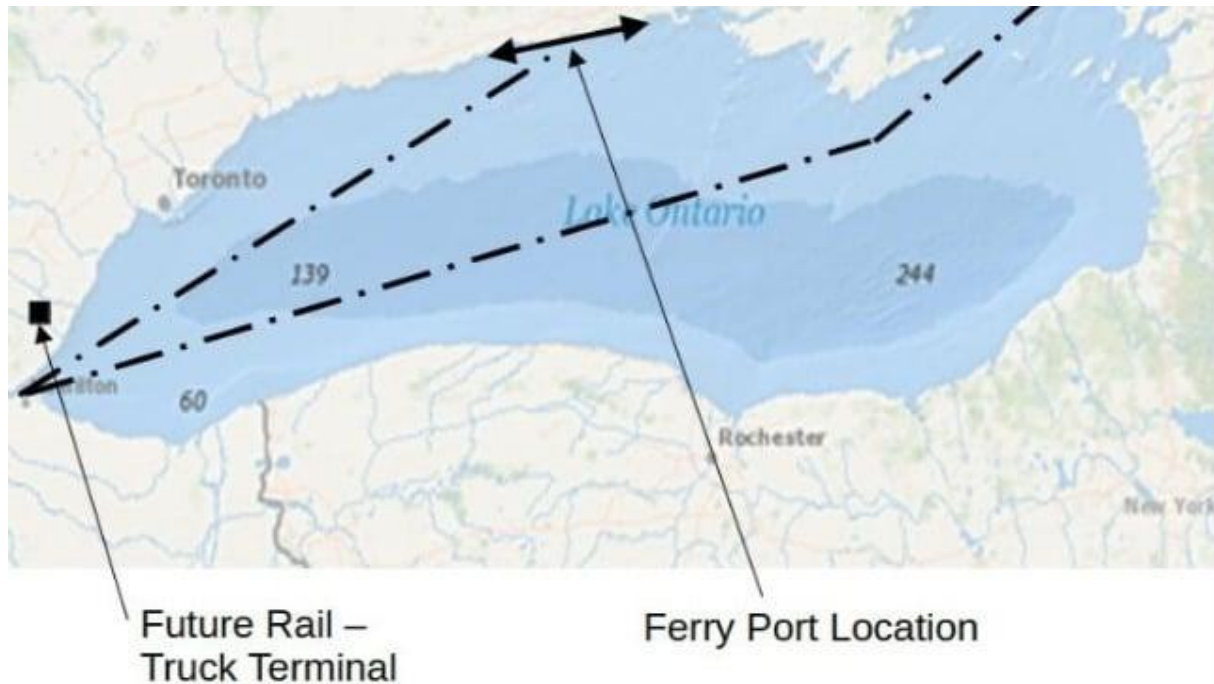 Toronto
Lake Ontario
139
244
60
Rochester
New York
Future Rail –
Truck Terminal
Ferry Port Location